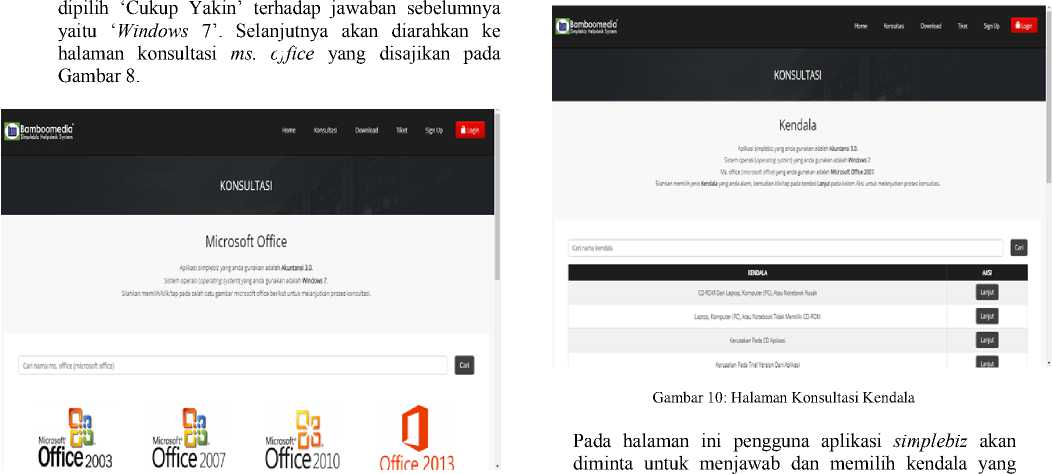 dipilih ‘Cukup Yakin’ terhadap jawaban sebelumnya
yaitu ‘Windows 7’. Selanjutnya akan diarahkan ke
halaman konsultasi ms. office yang disajikan pada
Gambar 8.
Bamboomedia
Simplebiz Helpdesk System
Home Konsultasi Download Tiket Sign Up Login
KONSULTASI
Microsoft Office
Aplikasi simplebiz yang anda gunakan adalah Akuntansi 3.0.
Sistem operasi (operating system) yang anda gunakan adalah Windows 7.
Silahkan memilih/klik/tap pada salah satu gambar microsoft office berikut untuk melanjutkan proses konsultasi.
Cari nama ms. office (microsoft office)
Cari
Microsoft Office 2003
Microsoft Office 2007
Microsoft Office 2010
Office 2013
Bamboomedia
Simplebiz Helpdesk System
Home Konsultasi Download Tiket Sign Up Login
KONSULTASI
Kendala
Aplikasi simplebiz yang anda gunakan adalah Akuntansi 3.0.
Sistem operasi (operating system) yang anda gunakan adalah Windows 7.
Ms. office (microsoft office) yang anda gunakan adalah Microsoft Office 2007.
Silahkan memilih jenis Kendala yang anda alami, kemudian klik/tap pada tombol Lanjut pada kolom Aksi untuk melanjutkan proses konsultasi.
Cari nama kendala
Cari
KENDALA AKSI
CD-ROM Dari Laptop, Komputer (PC), Atau Notebook Rusak Lanjut
Laptop, Komputer (PC), Atau Notebook Tidak Memiliki CD-ROM Lanjut
Kerusakan Pada CD Aplikasi Lanjut
Kerusakan Pada Trial Version Dari Aplikasi Lanjut
Gambar 10: Halaman Konsultasi Kendala
Pada halaman ini pengguna aplikasi simplebiz akan
diminta untuk menjawab dan memilih kendala yang